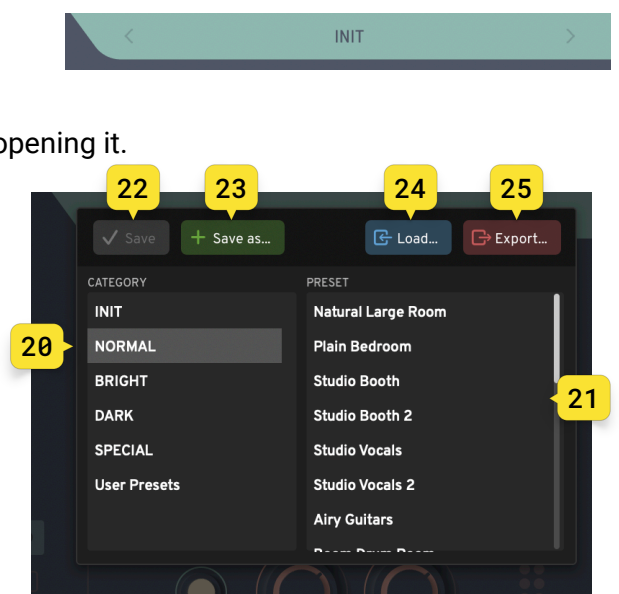 < INIT >
opening it.
22 23 24 25
Save Save as... Load... Export...
CATEGORY PRESET
INIT Natural Large Room
20 NORMAL Plain Bedroom
BRIGHT Studio Booth
21
DARK Studio Booth 2
SPECIAL Studio Vocals
User Presets Studio Vocals 2
Airy Guitars